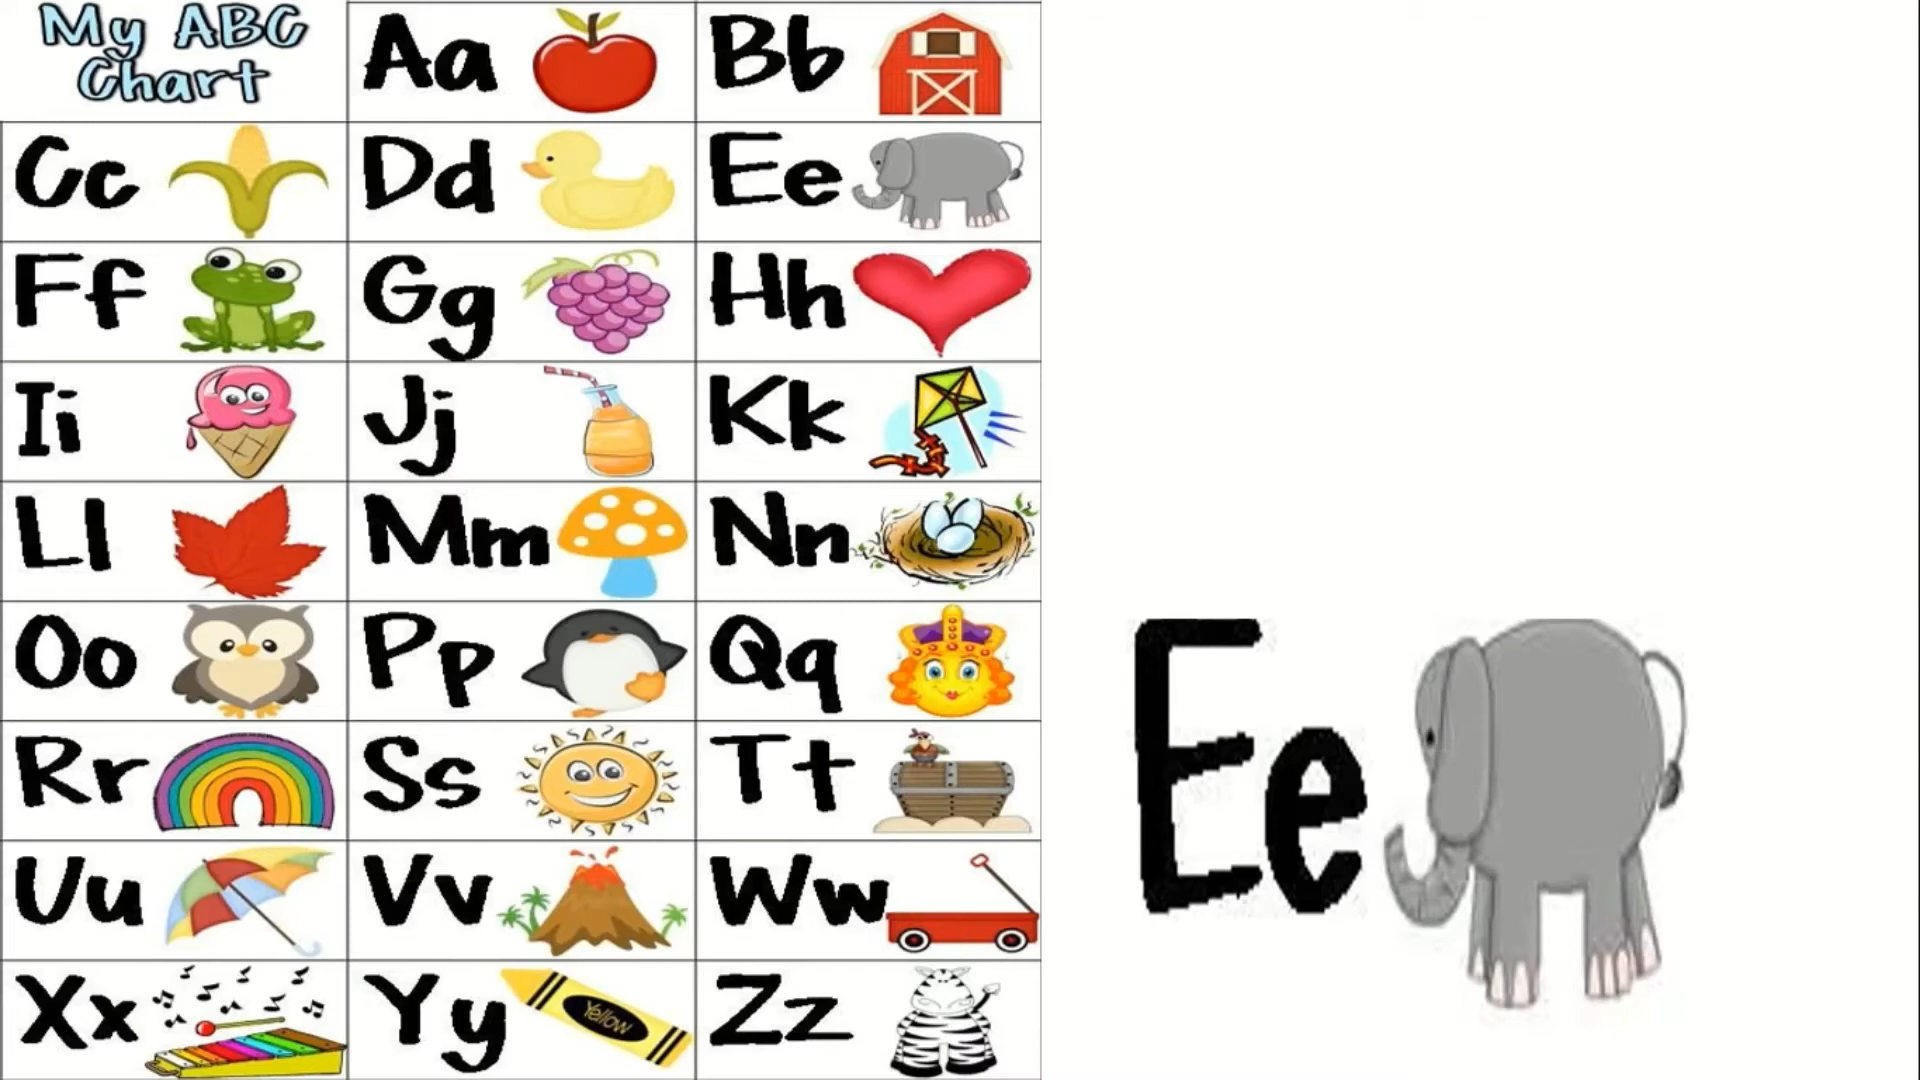 My ABC
Chart
Aa
Bb
Cc
Dd
Ee
Ff
Gg
Hh
Ii
Jj
Kk
Ll
Mm
Nn
Oo
Pp
Qq
Rr
Ss
Tt
Uu
Vv
Ww
Xx
Yy
Yellow
Zz
Ee